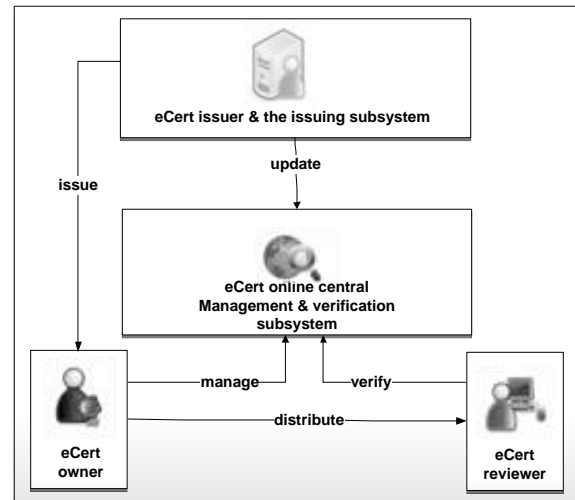 eCert issuer & the issuing subsystem
update
issue
eCert online central
Management & verification
subsystem
manage
verify
distribute
eCert
owner
eCert
reviewer